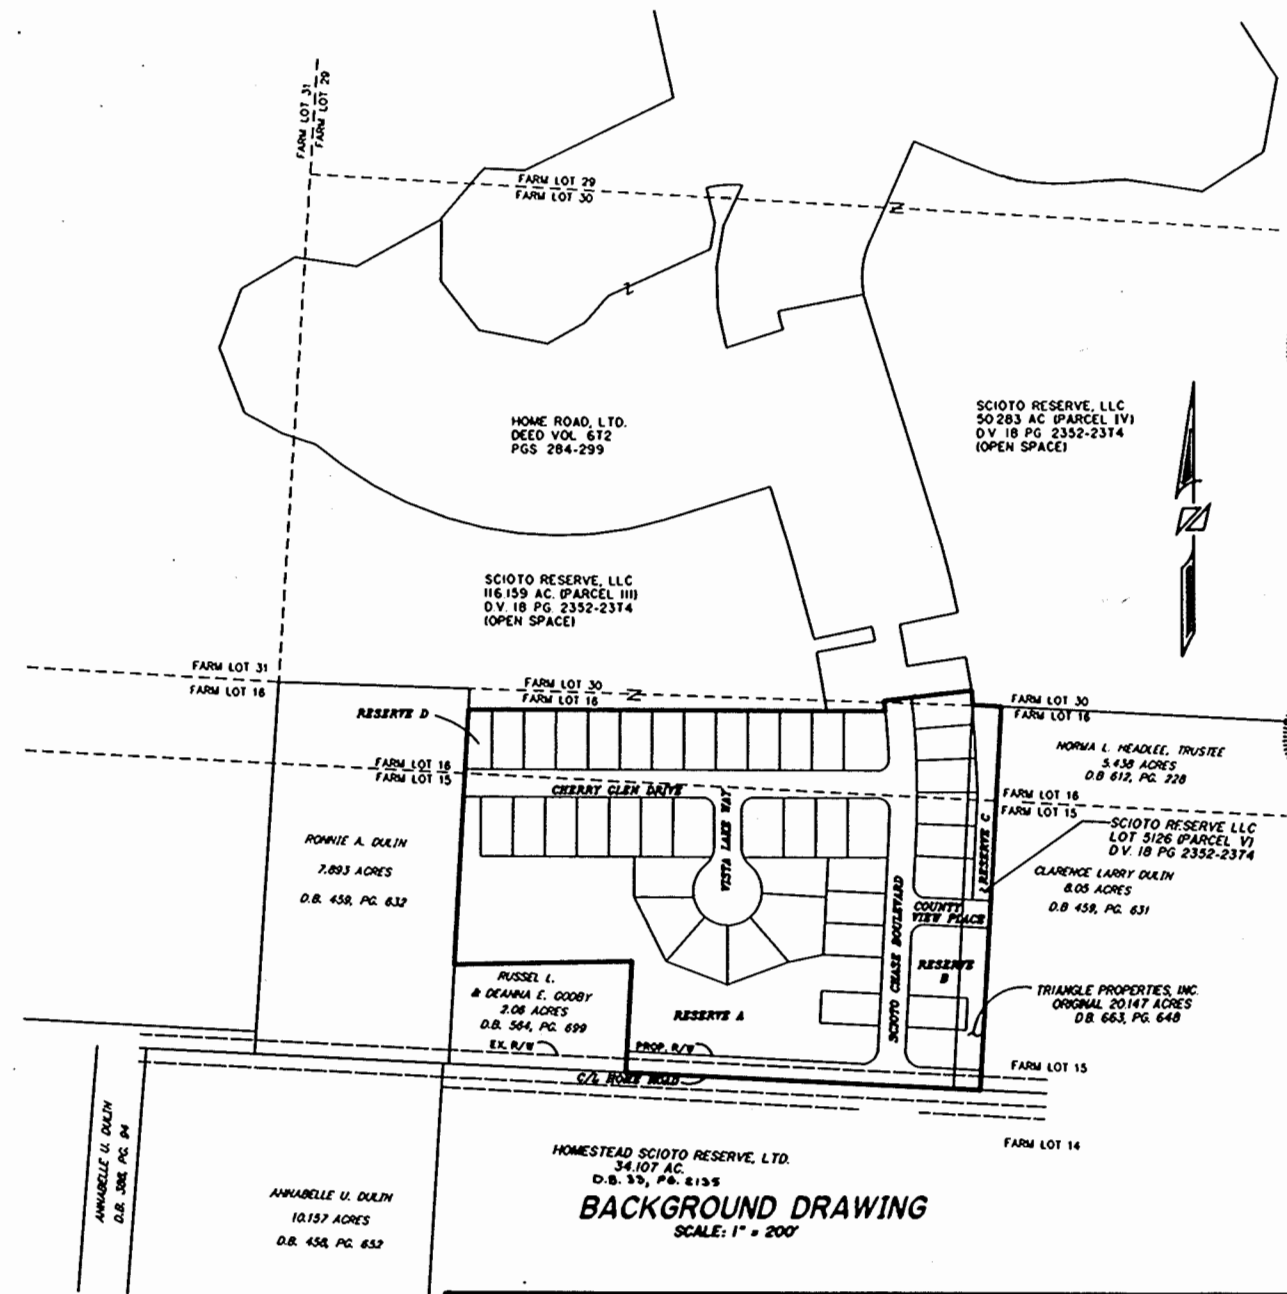 FARM LOT 31
FARM LOT 29
FARM LOT 29
FARM LOT 30
HOME ROAD, LTD.
DEED VOL 672
PGS 284-299
SCIOTO RESERVE, LLC
50.283 AC (PARCEL IV)
D.V. 18 PG 2352-2374
(OPEN SPACE)
SCIOTO RESERVE, LLC
116.159 AC. (PARCEL III)
D.V. 18 PG. 2352-2374
(OPEN SPACE)
FARM LOT 31
FARM LOT 16
FARM LOT 30
FARM LOT 16
FARM LOT 30
FARM LOT 16
RESERVE D
NORMA L. HEADLEE, TRUSTEE
5.438 ACRES
D.B 612, PG. 228
FARM LOT 16
FARM LOT 15
CHERRY GLEN DRIVE
VISTA LAKE WAY
FARM LOT 16
FARM LOT 15
SCIOTO RESERVE LLC
LOT 5126 (PARCEL V)
D.V. 18 PG 2352-2374
RESERVE C
RONNIE A. DULIN
7.893 ACRES
D.B. 459, PG. 632
CLARENCE LARRY DULIN
8.05 ACRES
D.B 459, PG. 631
SCIOTO CHASE BOULEVARD
COUNTY
VIEW PLACE
RESERVE
B
RUSSEL L.
& DEANNA E. GODBY
2.06 ACRES
D.B. 564, PG. 699
TRIANGLE PROPERTIES, INC.
ORIGINAL 20.147 ACRES
D.B. 663, PG. 648
RESERVE A
EX. R/W
PROP. R/W
C/L HOME ROAD
FARM LOT 15
FARM LOT 14
ANNABELLE U. DULIN
D.B. 388, PG. 94
ANNABELLE U. DULIN
10.157 ACRES
D.B. 458, PG. 652
HOMESTEAD SCIOTO RESERVE, LTD.
34.107 AC.
D.B. 33, PG. 2135
BACKGROUND DRAWING
SCALE: 1" = 200'